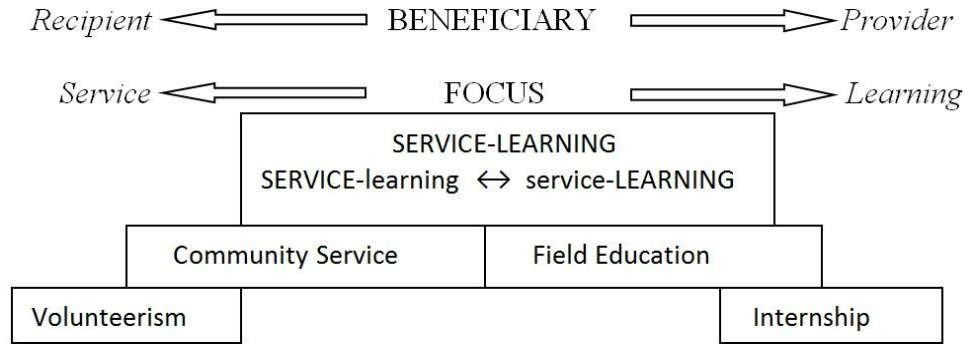 Recipient BENEFICIARY Provider
Service FOCUS Learning
SERVICE-LEARNING
SERVICE-learning ↔ service-LEARNING
Community Service Field Education
Volunteerism Internship